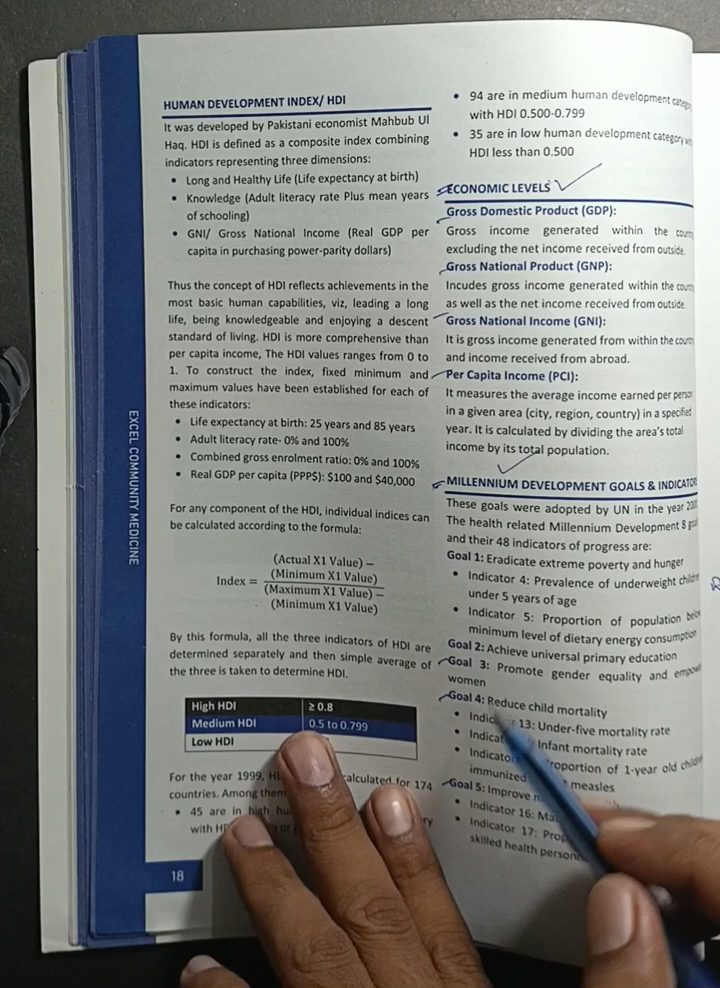 HUMAN DEVELOPMENT INDEX/ HDI
It was developed by Pakistani economist Mahbub Ul
Haq. HDI is defined as a composite index combining
indicators representing three dimensions:
• Long and Healthy Life (Life expectancy at birth)
• Knowledge (Adult literacy rate Plus mean years
of schooling)
• GNI/ Gross National Income (Real GDP per
capita in purchasing power-parity dollars)
Thus the concept of HDI reflects achievements in the
most basic human capabilities, viz, leading a long
life, being knowledgeable and enjoying a descent
standard of living. HDI is more comprehensive than
per capita income, The HDI values ranges from 0 to
1. To construct the index, fixed minimum and
maximum values have been established for each of
these indicators:
• Life expectancy at birth: 25 years and 85 years
• Adult literacy rate- 0% and 100%
• Combined gross enrolment ratio: 0% and 100%
• Real GDP per capita (PPP$): $100 and $40,000
For any component of the HDI, individual indices can
be calculated according to the formula:
(Actual X1 Value) –
(Minimum X1 Value)
Index =
(Maximum X1 Value) –
(Minimum X1 Value)
By this formula, all the three indicators of HDI are
determined separately and then simple average of
the three is taken to determine HDI.
High HDI ≥ 0.8
Medium HDI 0.5 to 0.799
Low HDI
For the year 1999, calculated for 174
countries. Among them
• 45 are in high
with
18
EXCEL COMMUNITY MEDICINE
• 94 are in medium human development
with HDI 0.500-0.799
• 35 are in low human development category
HDI less than 0.500
ECONOMIC LEVELS
Gross Domestic Product (GDP):
Gross income generated within the
excluding the net income received from outside
Gross National Product (GNP):
Incudes gross income generated within the
as well as the net income received from outside
Gross National Income (GNI):
It is gross income generated from within the
and income received from abroad.
Per Capita Income (PCI):
It measures the average income earned per person
in a given area (city, region, country) in a specified
year. It is calculated by dividing the area's total
income by its total population.
MILLENNIUM DEVELOPMENT GOALS &
These goals were adopted by UN in the year
The health related Millennium Development 8
and their 48 indicators of progress are:
Goal 1: Eradicate extreme poverty and hunger
• Indicator 4: Prevalence of underweight
under 5 years of age
• Indicator 5: Proportion of population
minimum level of dietary energy consumption
Goal 2: Achieve universal primary education
Goal 3: Promote gender equality and
women
Goal 4: Reduce child mortality
• 13: Under-five mortality rate
• Infant mortality rate
• of 1-year old
immunized measles
Goal 5: Improve
• Indicator 16:
• Indicator 17:
skilled health